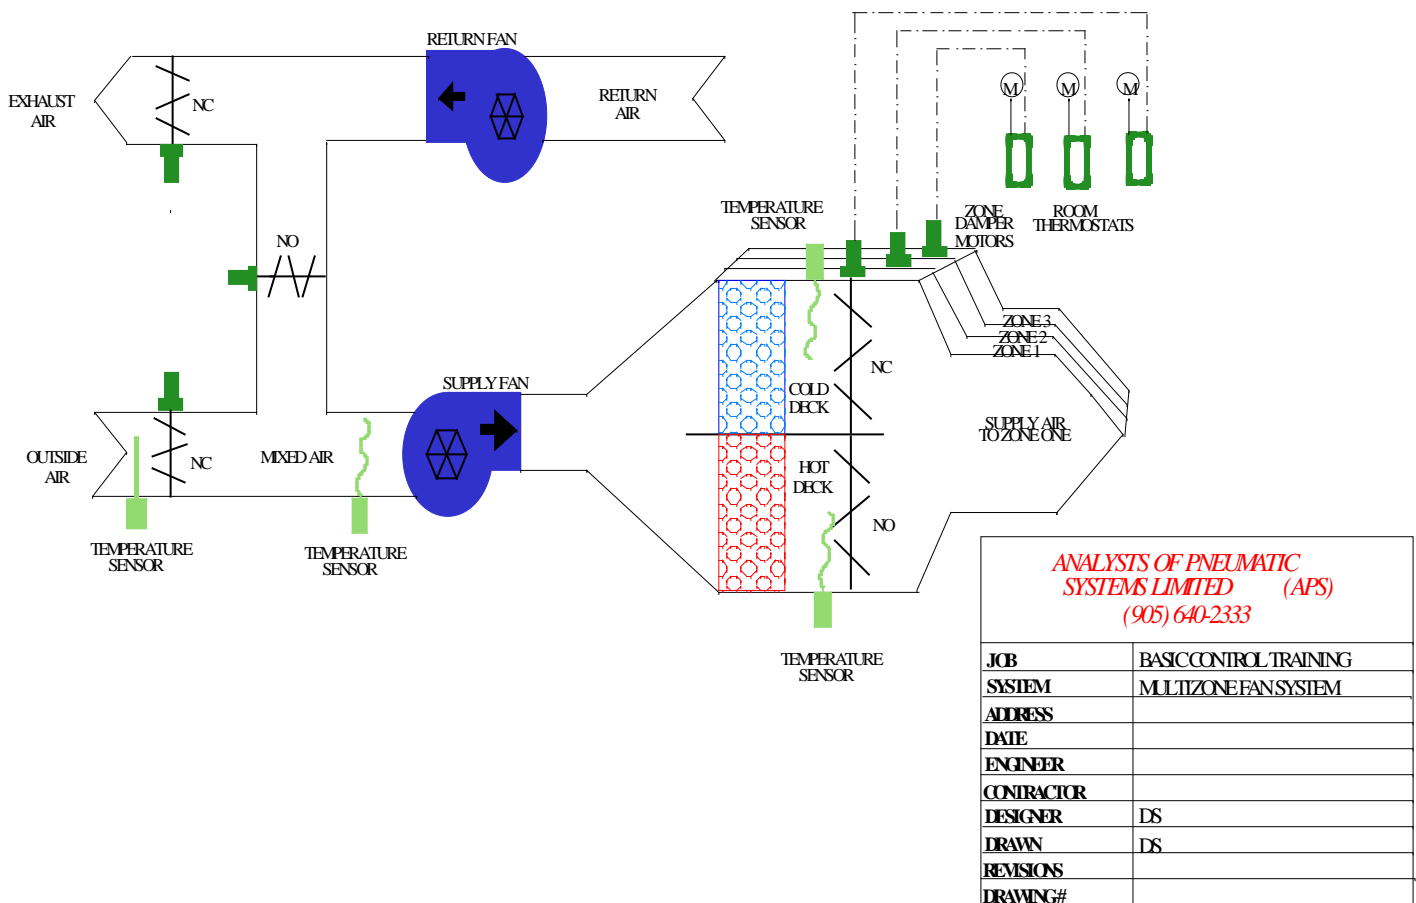 RETURN FAN
EXHAUST
AIR
NC
RETURN
AIR
M
M
M
TEMPERATURE
SENSOR
ZONE
DAMPER
MOTORS
ROOM
THERMOSTATS
NO
ZONE 3
ZONE 2
ZONE 1
SUPPLY FAN
COLD
DECK
NC
SUPPLY AIR
TO ZONE ONE
OUTSIDE
AIR
NC
MIXED AIR
HOT
DECK
NO
TEMPERATURE
SENSOR
TEMPERATURE
SENSOR
TEMPERATURE
SENSOR
ANALYSTS OF PNEUMATIC
SYSTEMS LIMITED (APS)
(905) 640-2333
JOB BASIC CONTROL TRAINING
SYSTEM MULTIZONE FAN SYSTEM
ADDRESS
DATE
ENGINEER
CONTRACTOR
DESIGNER DS
DRAWN DS
REVISIONS
DRAWING #